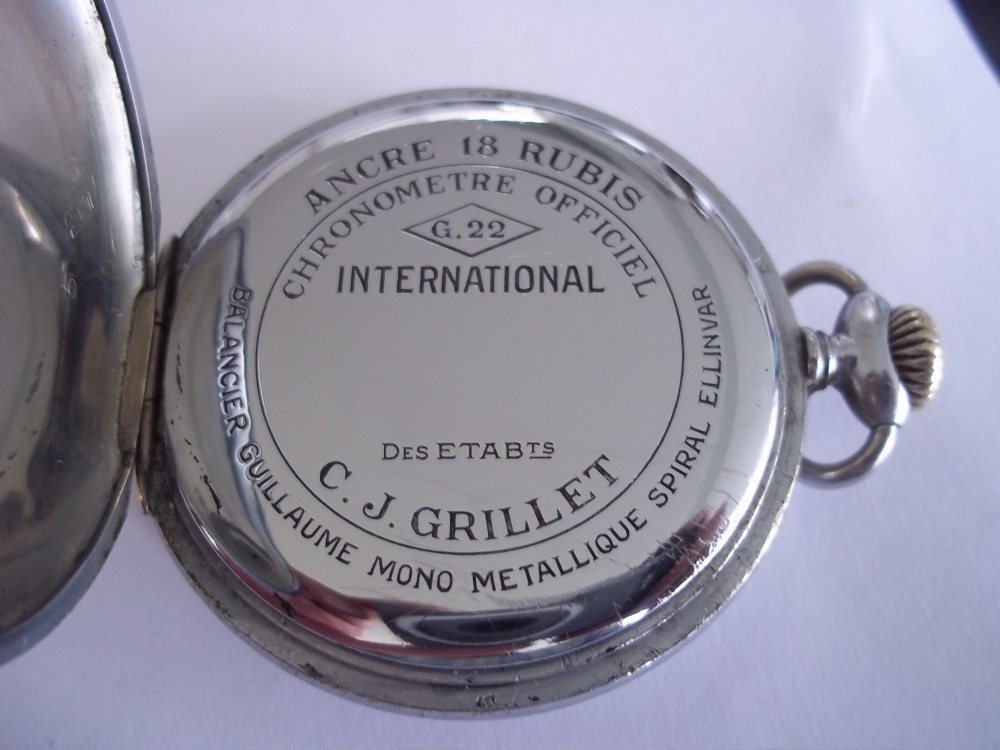 ANCRE 18 RUBIS
CHRONOMETRE OFFICIEL
G.22
INTERNATIONAL
DES ETABTS
C. J. GRILLET
BALANCIER GUILLAUME MONO METALLIQUE SPIRAL ELLINVAR